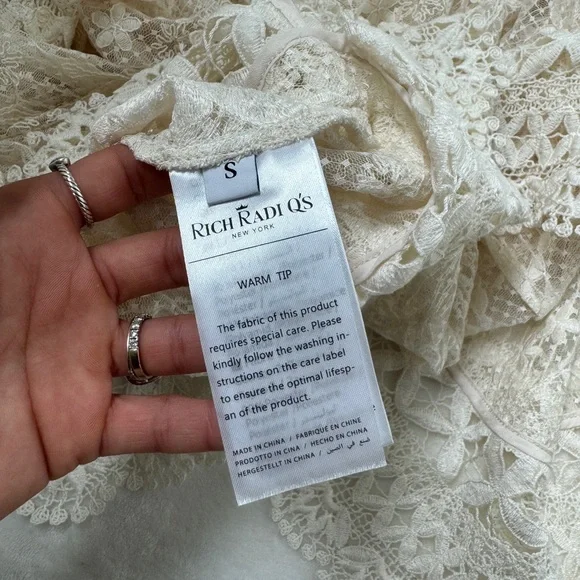 S
RICH RADI Q'S
NEW YORK
WARM TIP
The fabric of this product
requires special care. Please
kindly follow the washing in-
structions on the care label
to ensure the optimal lifesp-
an of the product.
MADE IN CHINA / FABRIQUÉ EN CHINE
PRODOTTO IN CINA / HECHO EN CHINA
HERGESTELLT IN CHINA / صنع في الصين